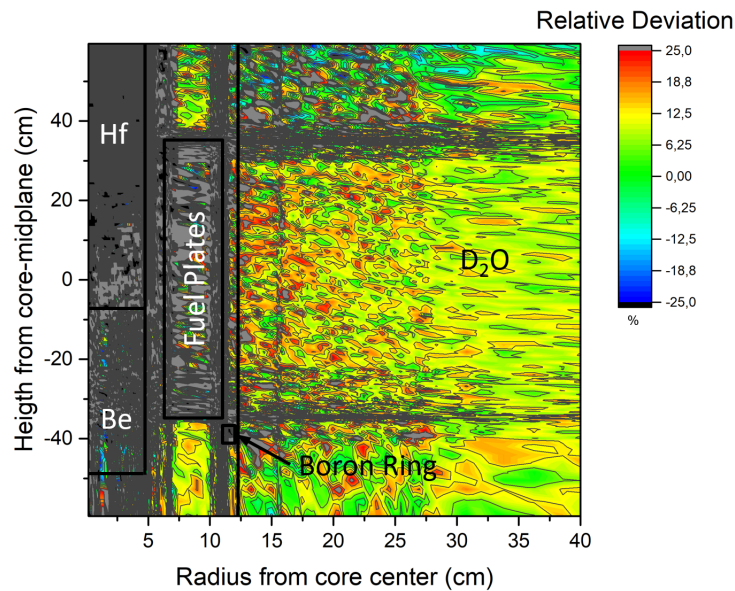 Relative Deviation
25,0
18,8
12,5
6,25
0,00
-6,25
-12,5
-18,8
-25,0
%
Heigth from core-midplane (cm)
40
20
0
-20
-40
Hf
Be
Fuel Plates
D₂O
Boron Ring
5
10
15
20
25
30
35
40
Radius from core center (cm)